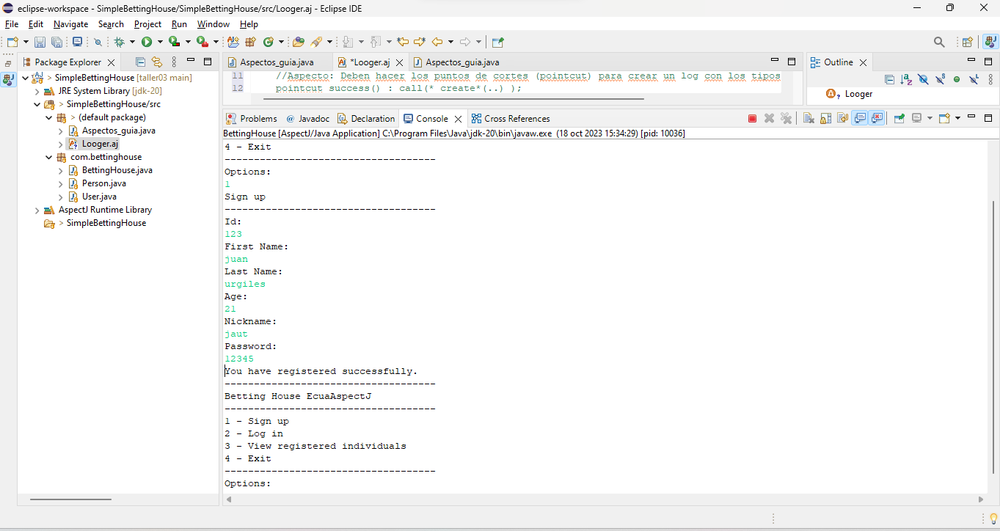 eclipse-workspace - SimpleBettingHouse/SimpleBettingHouse/src/Looger.aj - Eclipse IDE
File Edit Navigate Search Project Run Window Help
Package Explorer
> SimpleBettingHouse [taller03 main]
JRE System Library [jdk-20]
> SimpleBettingHouse/src
> (default package)
Aspectos_guia.java
Looger.aj
com.bettinghouse
BettingHouse.java
Person.java
User.java
AspectJ Runtime Library
> SimpleBettingHouse
Aspectos_guia.java *Looger.aj Aspectos_guia.java
11 //Aspecto: Deben hacer los puntos de cortes (pointcut) para crear un log con los tipos
12 pointcut success() : call(* create*(..) );
Outline
Looger
Problems Javadoc Declaration Console Cross References
BettingHouse [AspectJ/Java Application] C:\Program Files\Java\jdk-20\bin\javaw.exe (18 oct 2023 15:34:29) [pid: 10036]
4 - Exit
------------------------------------
Options:
1
Sign up
------------------------------------
Id:
123
First Name:
juan
Last Name:
urgiles
Age:
21
Nickname:
jaut
Password:
12345
You have registered successfully.
------------------------------------
Betting House EcuaAspectJ
------------------------------------
1 - Sign up
2 - Log in
3 - View registered individuals
4 - Exit
------------------------------------
Options: